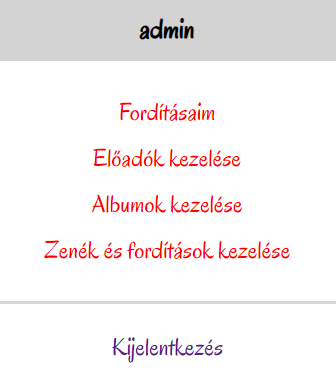 admin
Fordításaim
Előadók kezelése
Albumok kezelése
Zenék és fordítások kezelése
Kijelentkezés